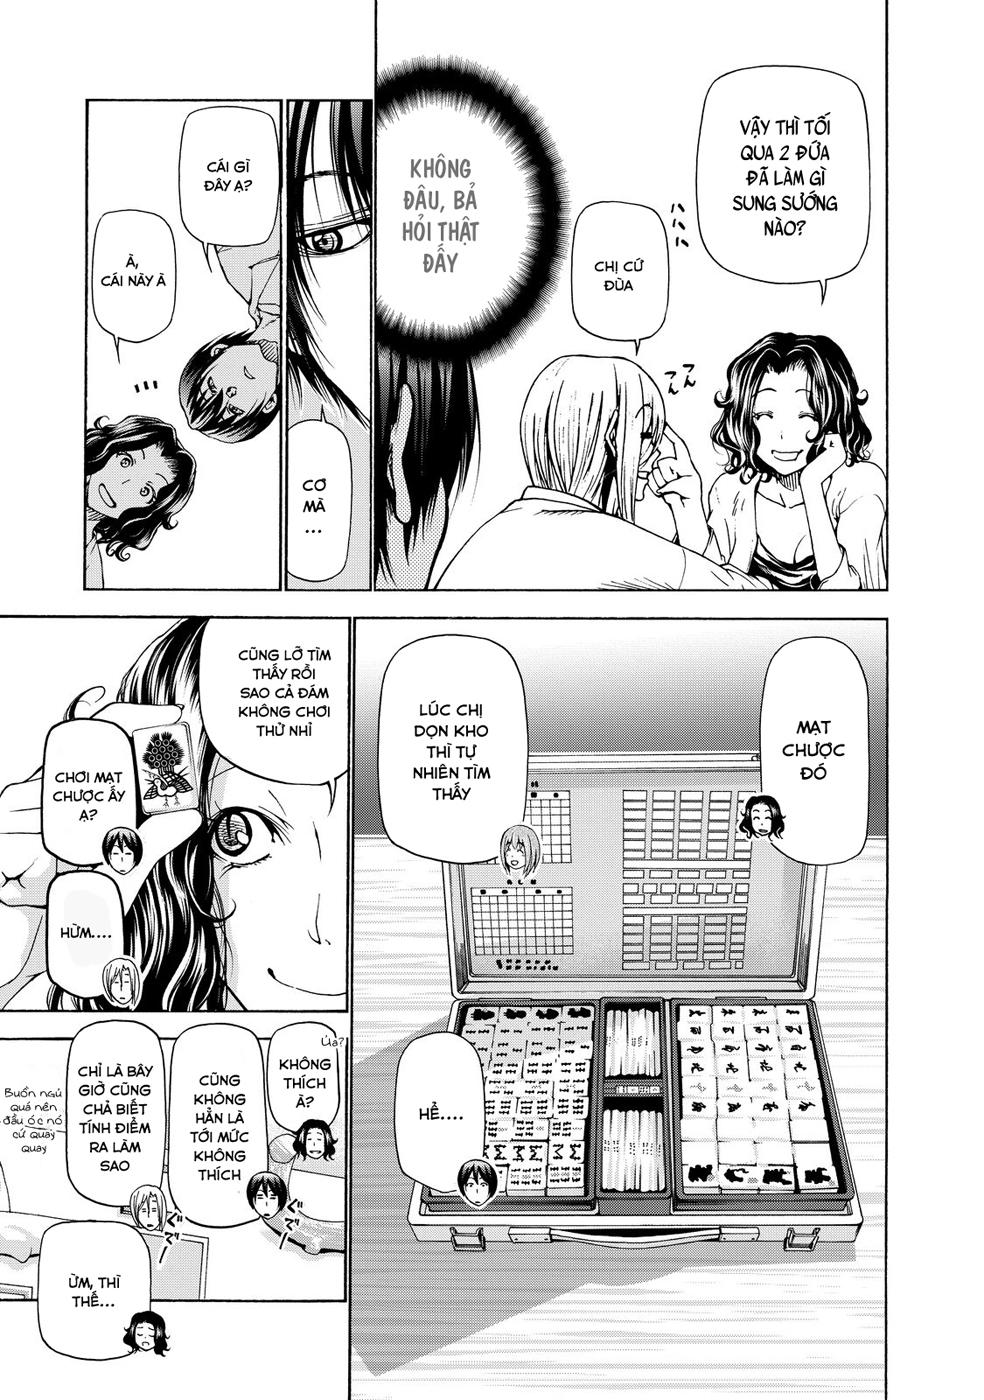 VẬY THÌ TỐI
QUA 2 ĐỨA
ĐÃ LÀM GÌ
SUNG SƯỚNG
NÀO?
CHỊ CỨ
ĐÙA
KHÔNG
ĐÂU, BẢ
HỎI THẬT
ĐẤY
CƠ
MÀ
...
CÁI GÌ
ĐÂY Ạ?
À,
CÁI NÀY À
MẠT
CHƯỢC
ĐÓ
LÚC CHỊ
DỌN KHO
THÌ TỰ
NHIÊN TÌM
THẤY
HỂ....
CŨNG LỠ TÌM
THẤY RỒI
SAO CẢ ĐÁM
KHÔNG CHƠI
THỬ NHỈ
CHƠI MẠT
CHƯỢC ẤY
Ạ?
HỪM....
Ủa?
KHÔNG
THÍCH
À?
CŨNG
KHÔNG
HẲN LÀ
TỚI MỨC
KHÔNG
THÍCH
CHỈ LÀ BÂY
GIỜ CŨNG
CHẢ BIẾT
TÍNH ĐIỂM
RA LÀM
SAO
Buồn ngủ
quá nên
đầu óc nó
cứ quay
quay
ỪM, THÌ
THẾ...